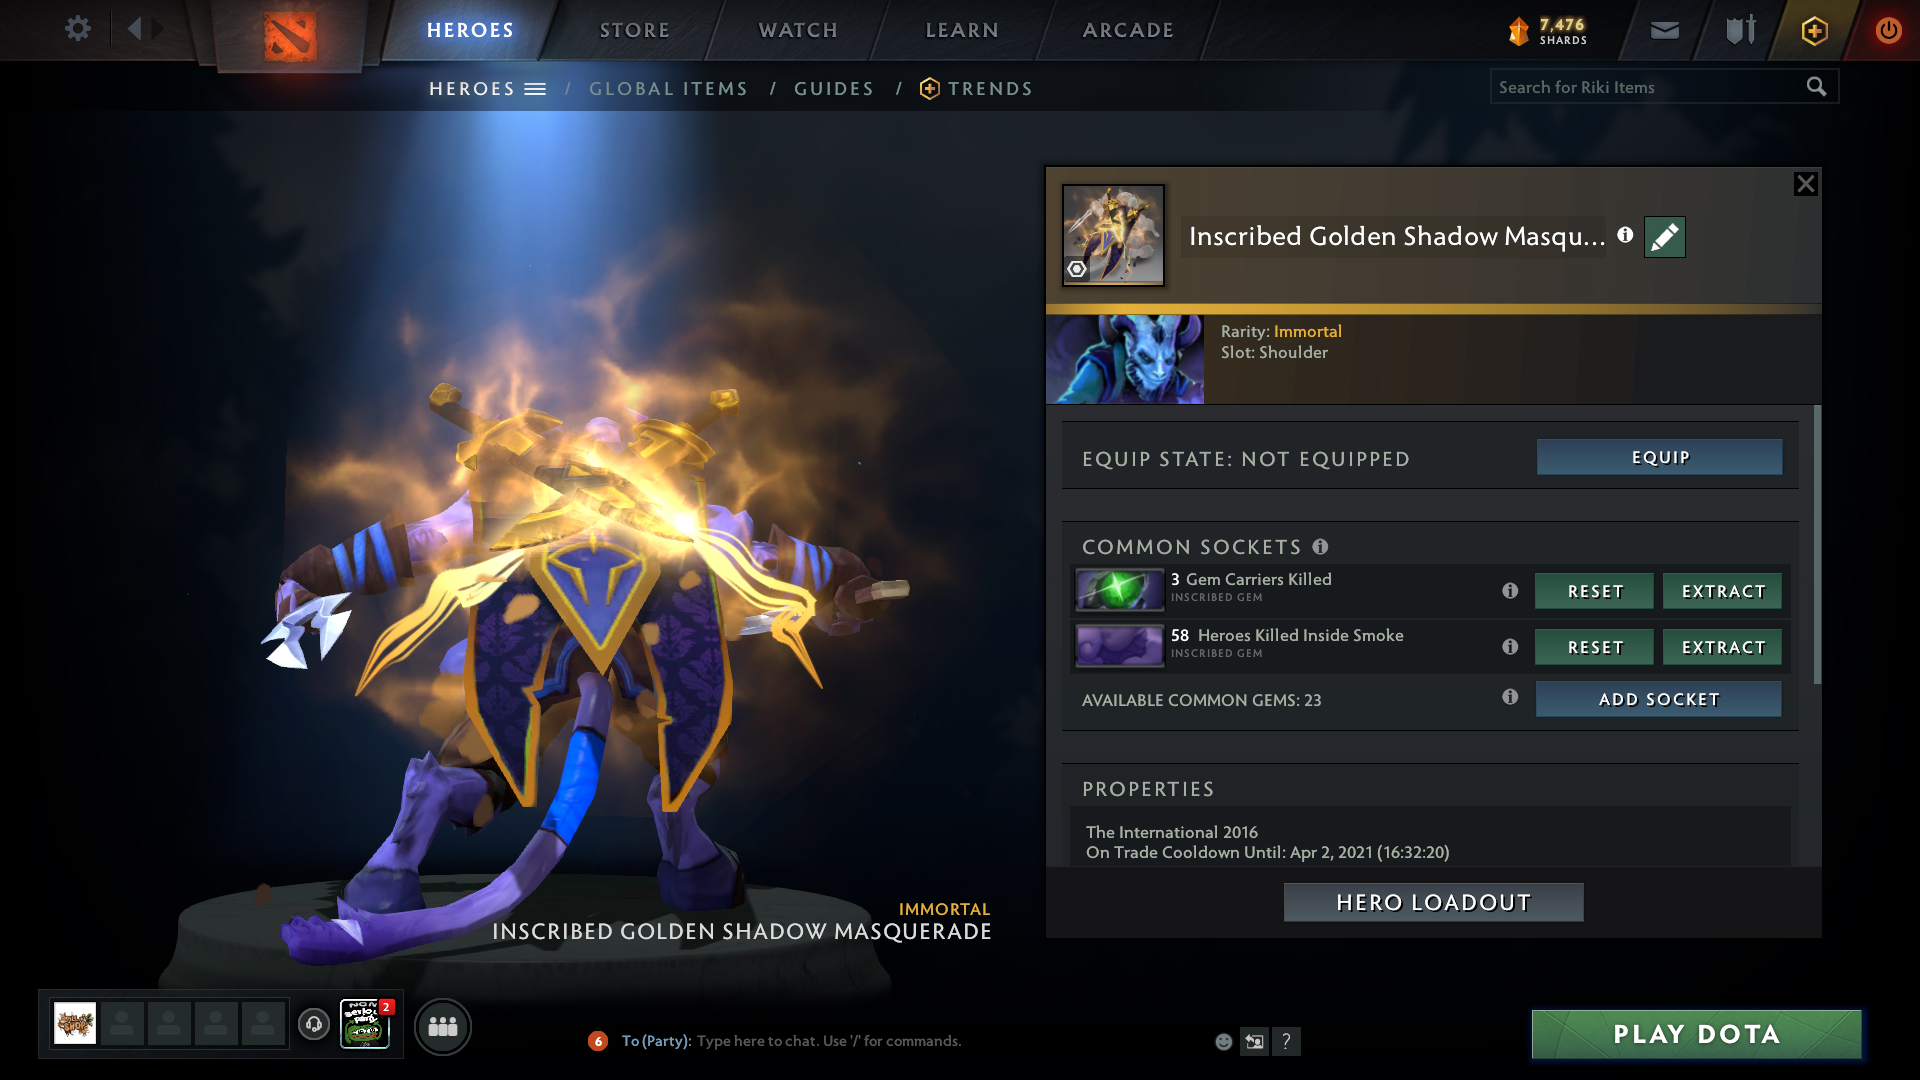 HEROES
STORE
WATCH
LEARN
ARCADE
7,476
SHARDS
HEROES / GLOBAL ITEMS / GUIDES / TRENDS
Search for Riki Items
Inscribed Golden Shadow Masqu...
Rarity: Immortal
Slot: Shoulder
EQUIP STATE: NOT EQUIPPED
EQUIP
COMMON SOCKETS
3 Gem Carriers Killed
INSCRIBED GEM
RESET
EXTRACT
58 Heroes Killed Inside Smoke
INSCRIBED GEM
RESET
EXTRACT
AVAILABLE COMMON GEMS: 23
ADD SOCKET
PROPERTIES
The International 2016
On Trade Cooldown Until: Apr 2, 2021 (16:32:20)
HERO LOADOUT
IMMORTAL
INSCRIBED GOLDEN SHADOW MASQUERADE
2
6
To (Party): Type here to chat. Use '/' for commands.
?
PLAY DOTA